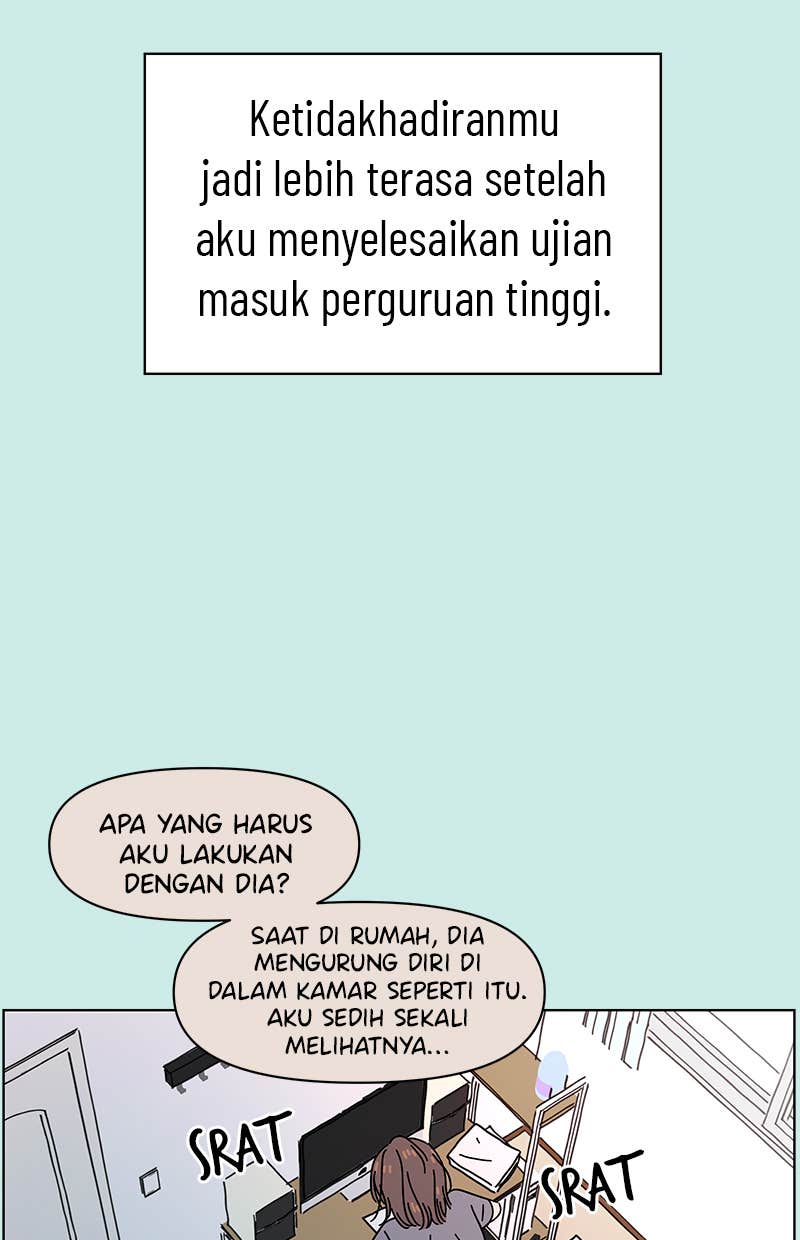 Ketidakhadiranmu
jadi lebih terasa setelah
aku menyelesaikan ujian
masuk perguruan tinggi.
APA YANG HARUS
AKU LAKUKAN
DENGAN DIA?
SAAT DI RUMAH, DIA
MENGURUNG DIRI DI
DALAM KAMAR SEPERTI ITU.
AKU SEDIH SEKALI
MELIHATNYA...
SRAT
SRAT